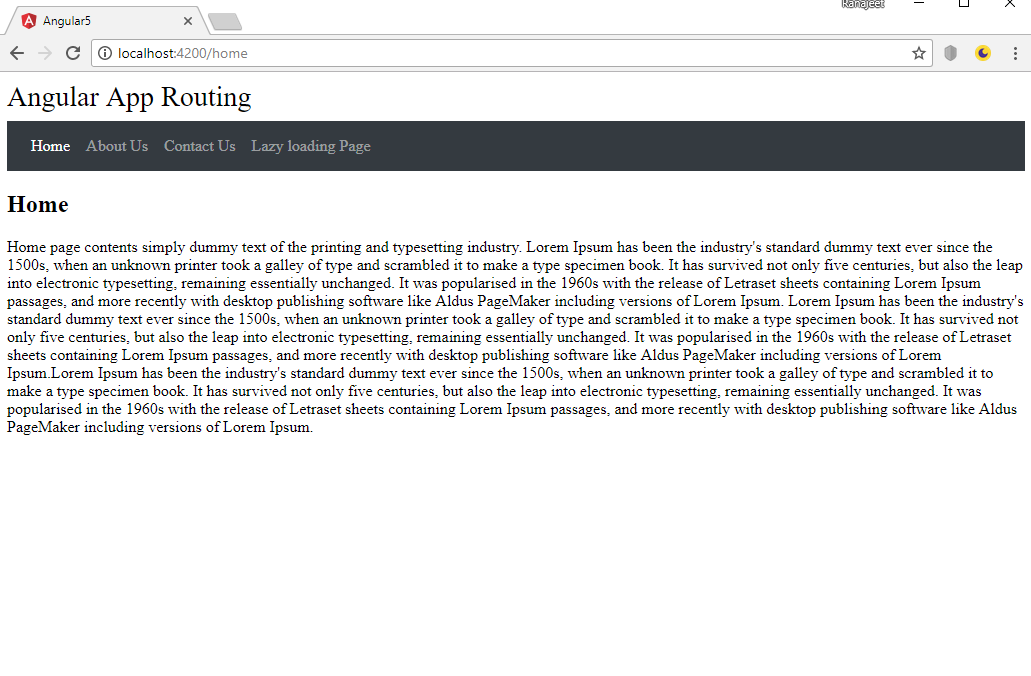 Ranajeet
Angular5
localhost:4200/home
Angular App Routing
Home About Us Contact Us Lazy loading Page
Home
Home page contents simply dummy text of the printing and typesetting industry. Lorem Ipsum has been the industry's standard dummy text ever since the
1500s, when an unknown printer took a galley of type and scrambled it to make a type specimen book. It has survived not only five centuries, but also the leap
into electronic typesetting, remaining essentially unchanged. It was popularised in the 1960s with the release of Letraset sheets containing Lorem Ipsum
passages, and more recently with desktop publishing software like Aldus PageMaker including versions of Lorem Ipsum. Lorem Ipsum has been the industry's
standard dummy text ever since the 1500s, when an unknown printer took a galley of type and scrambled it to make a type specimen book. It has survived not
only five centuries, but also the leap into electronic typesetting, remaining essentially unchanged. It was popularised in the 1960s with the release of Letraset
sheets containing Lorem Ipsum passages, and more recently with desktop publishing software like Aldus PageMaker including versions of Lorem
Ipsum.Lorem Ipsum has been the industry's standard dummy text ever since the 1500s, when an unknown printer took a galley of type and scrambled it to
make a type specimen book. It has survived not only five centuries, but also the leap into electronic typesetting, remaining essentially unchanged. It was
popularised in the 1960s with the release of Letraset sheets containing Lorem Ipsum passages, and more recently with desktop publishing software like Aldus
PageMaker including versions of Lorem Ipsum.